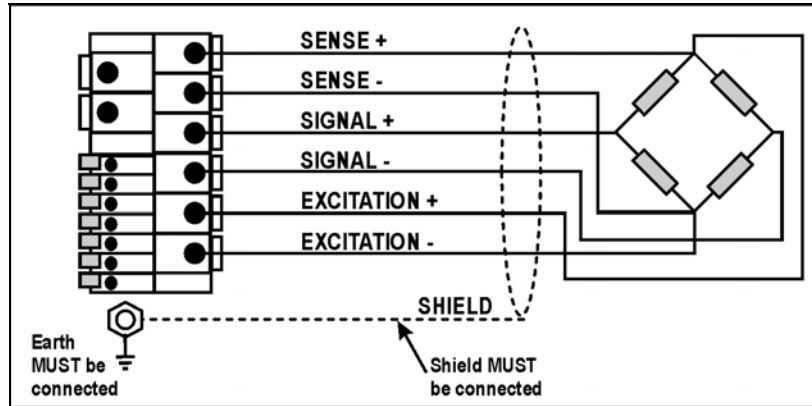 SENSE +
SENSE -
SIGNAL +
SIGNAL -
EXCITATION +
EXCITATION -
SHIELD
Earth
MUST be
connected
Shield MUST
be connected